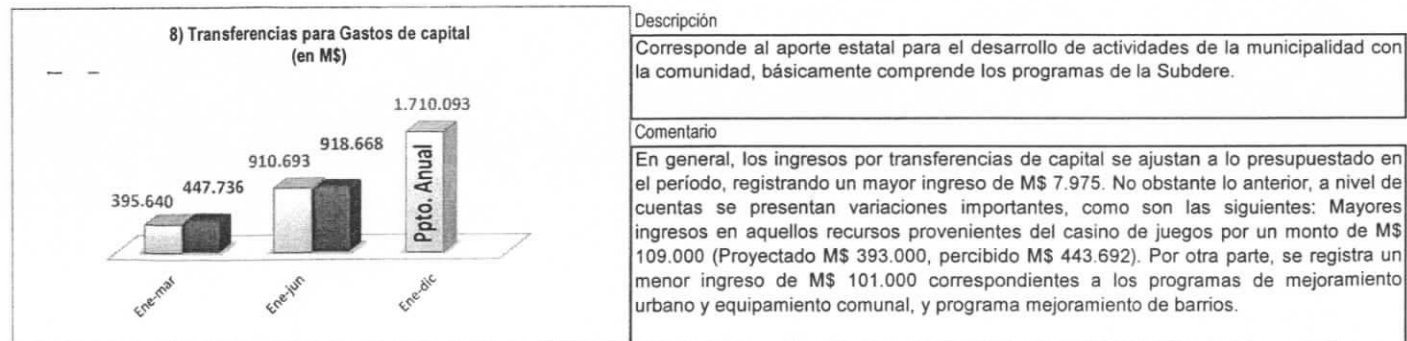 8) Transferencias para Gastos de capital
(en M$)
1.710.093
918.668
910.693
447.736
395.640
Ppto. Anual
Ene-mar
Ene-jun
Ene-dic
Descripción
Corresponde al aporte estatal para el desarrollo de actividades de la municipalidad con
la comunidad, básicamente comprende los programas de la Subdere.
Comentario
En general, los ingresos por transferencias de capital se ajustan a lo presupuestado en
el período, registrando un mayor ingreso de M$ 7.975. No obstante lo anterior, a nivel de
cuentas se presentan variaciones importantes, como son las siguientes: Mayores
ingresos en aquellos recursos provenientes del casino de juegos por un monto de M$
109.000 (Proyectado M$ 393.000, percibido M$ 443.692). Por otra parte, se registra un
menor ingreso de M$ 101.000 correspondientes a los programas de mejoramiento
urbano y equipamiento comunal, y programa mejoramiento de barrios.